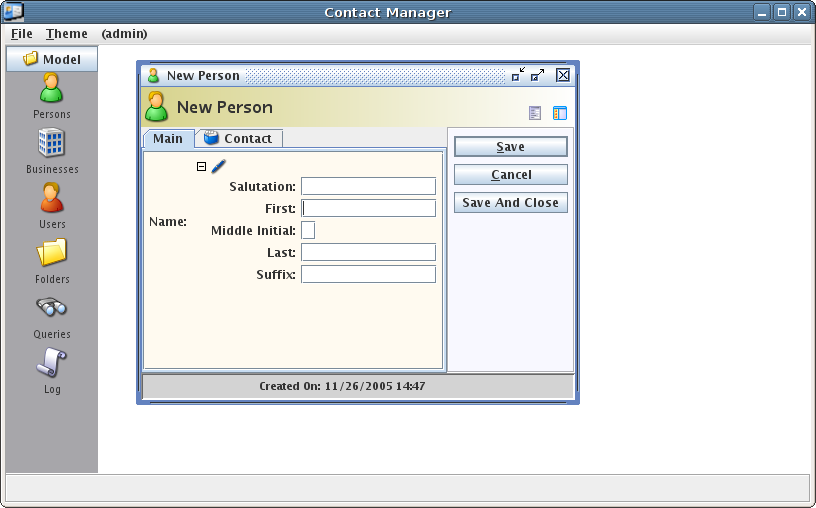 Contact Manager
File Theme (admin)
Model
Persons
Businesses
Users
Folders
Queries
Log
New Person
New Person
Main Contact
Salutation:
First:
Name:
Middle Initial:
Last:
Suffix:
Save
Cancel
Save And Close
Created On: 11/26/2005 14:47